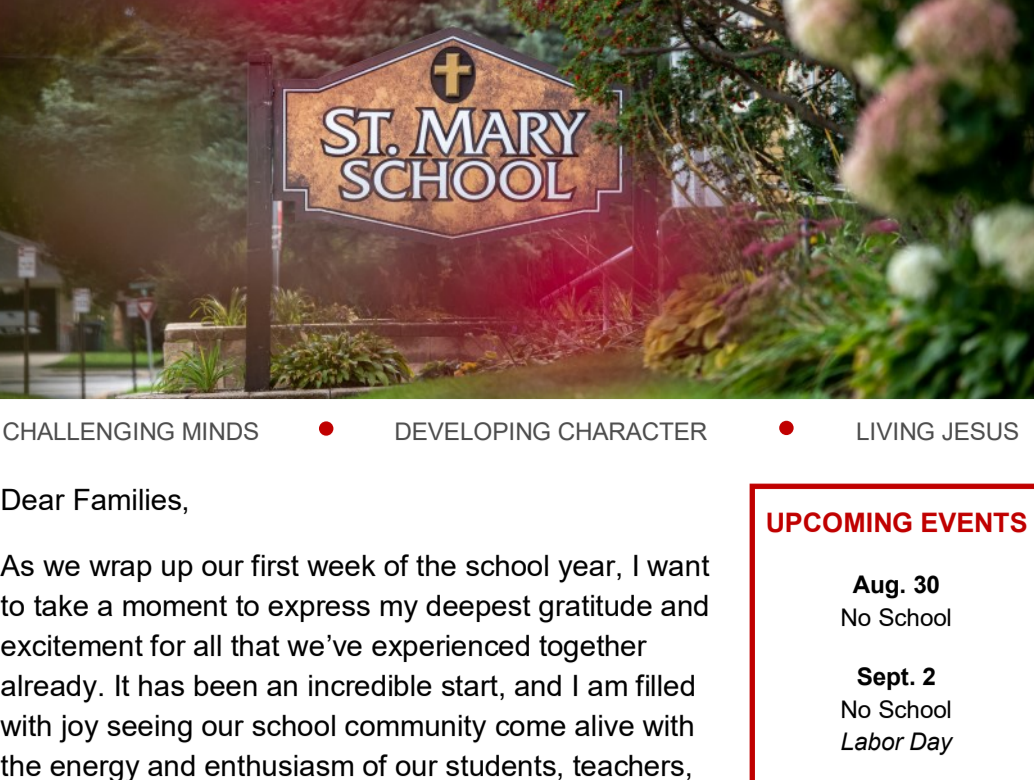 ST. MARY
SCHOOL
CHALLENGING MINDS • DEVELOPING CHARACTER • LIVING JESUS
Dear Families,
As we wrap up our first week of the school year, I want
to take a moment to express my deepest gratitude and
excitement for all that we’ve experienced together
already. It has been an incredible start, and I am filled
with joy seeing our school community come alive with
the energy and enthusiasm of our students, teachers,
UPCOMING EVENTS
Aug. 30
No School
Sept. 2
No School
Labor Day